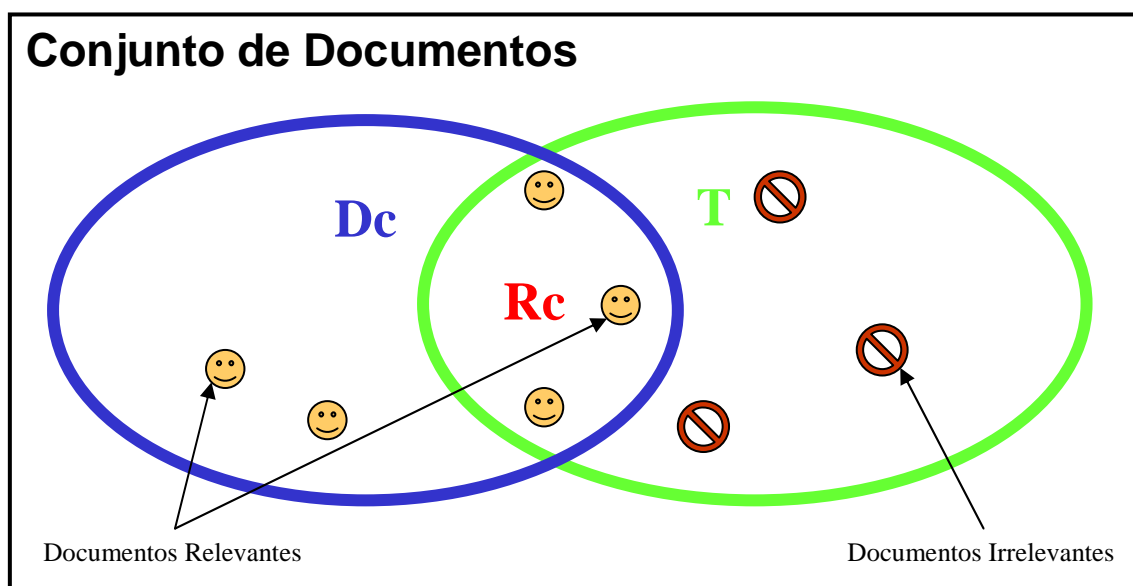 Conjunto de Documentos
Dc
T
Rc
Documentos Relevantes
Documentos Irrelevantes